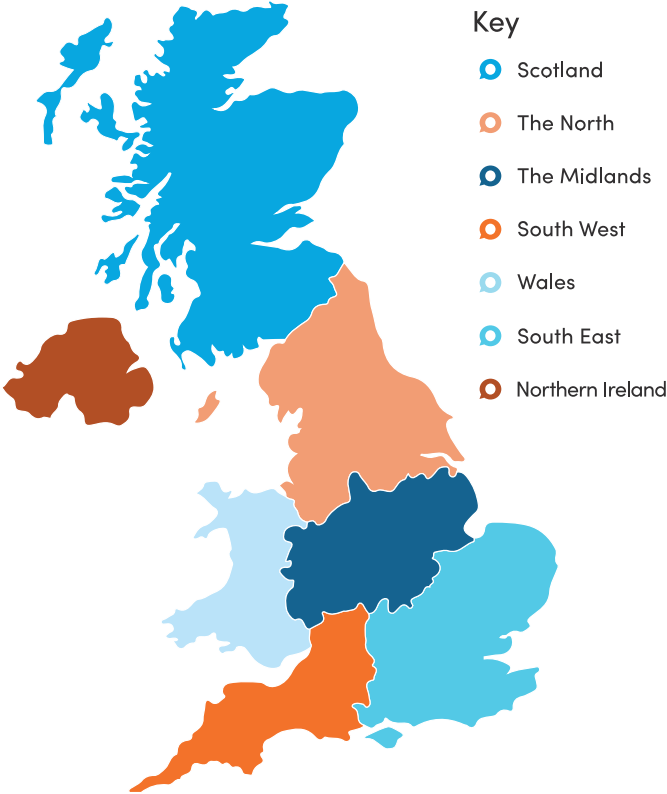 Key
Scotland
The North
The Midlands
South West
Wales
South East
Northern Ireland